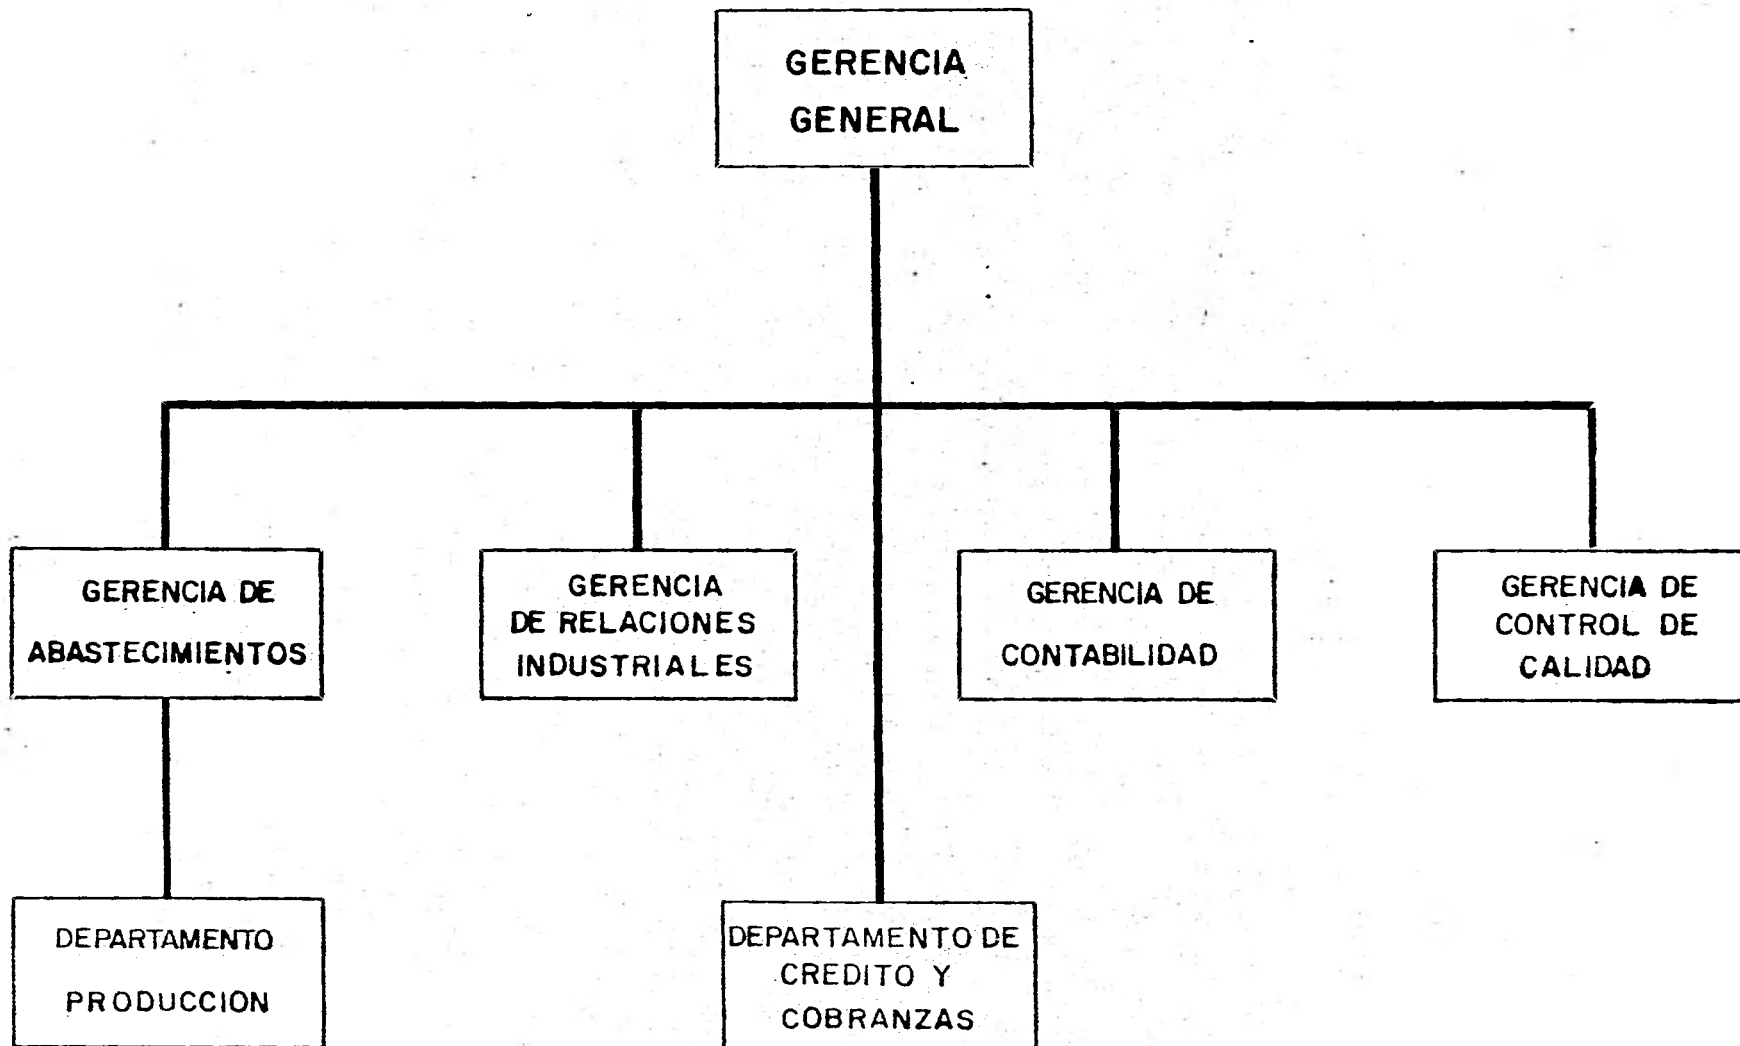 GERENCIA
GENERAL
GERENCIA DE
ABASTECIMIENTOS
GERENCIA
DE RELACIONES
INDUSTRIALES
GERENCIA DE
CONTABILIDAD
GERENCIA DE
CONTROL DE
CALIDAD
DEPARTAMENTO
PRODUCCION
DEPARTAMENTO DE
CREDITO Y
COBRANZAS